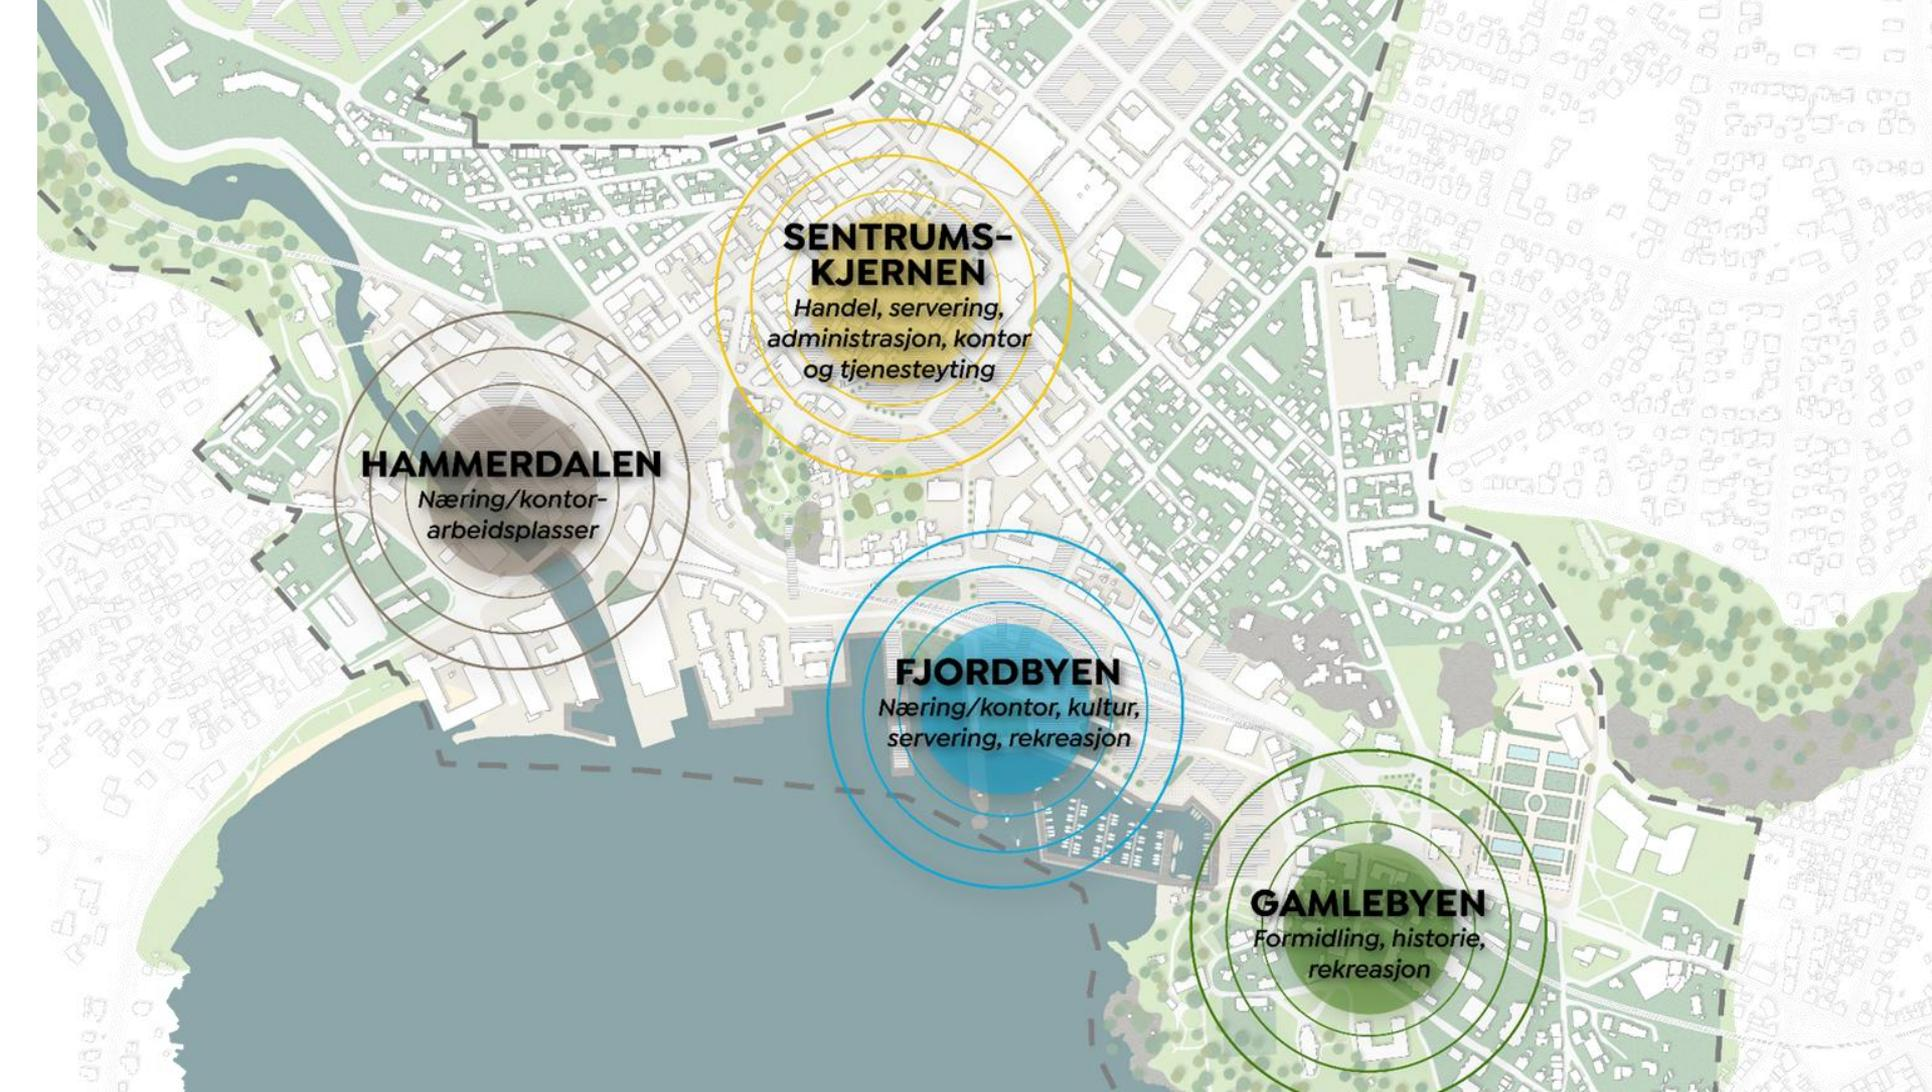 SENTRUMS-
KJERNEN
Handel, servering,
administrasjon, kontor
og tjenesteyting
HAMMERDALEN
Næring/kontor-
arbeidsplasser
FJORDBYEN
Næring/kontor, kultur,
servering, rekreasjon
GAMLEBYEN
Formidling, historie,
rekreasjon